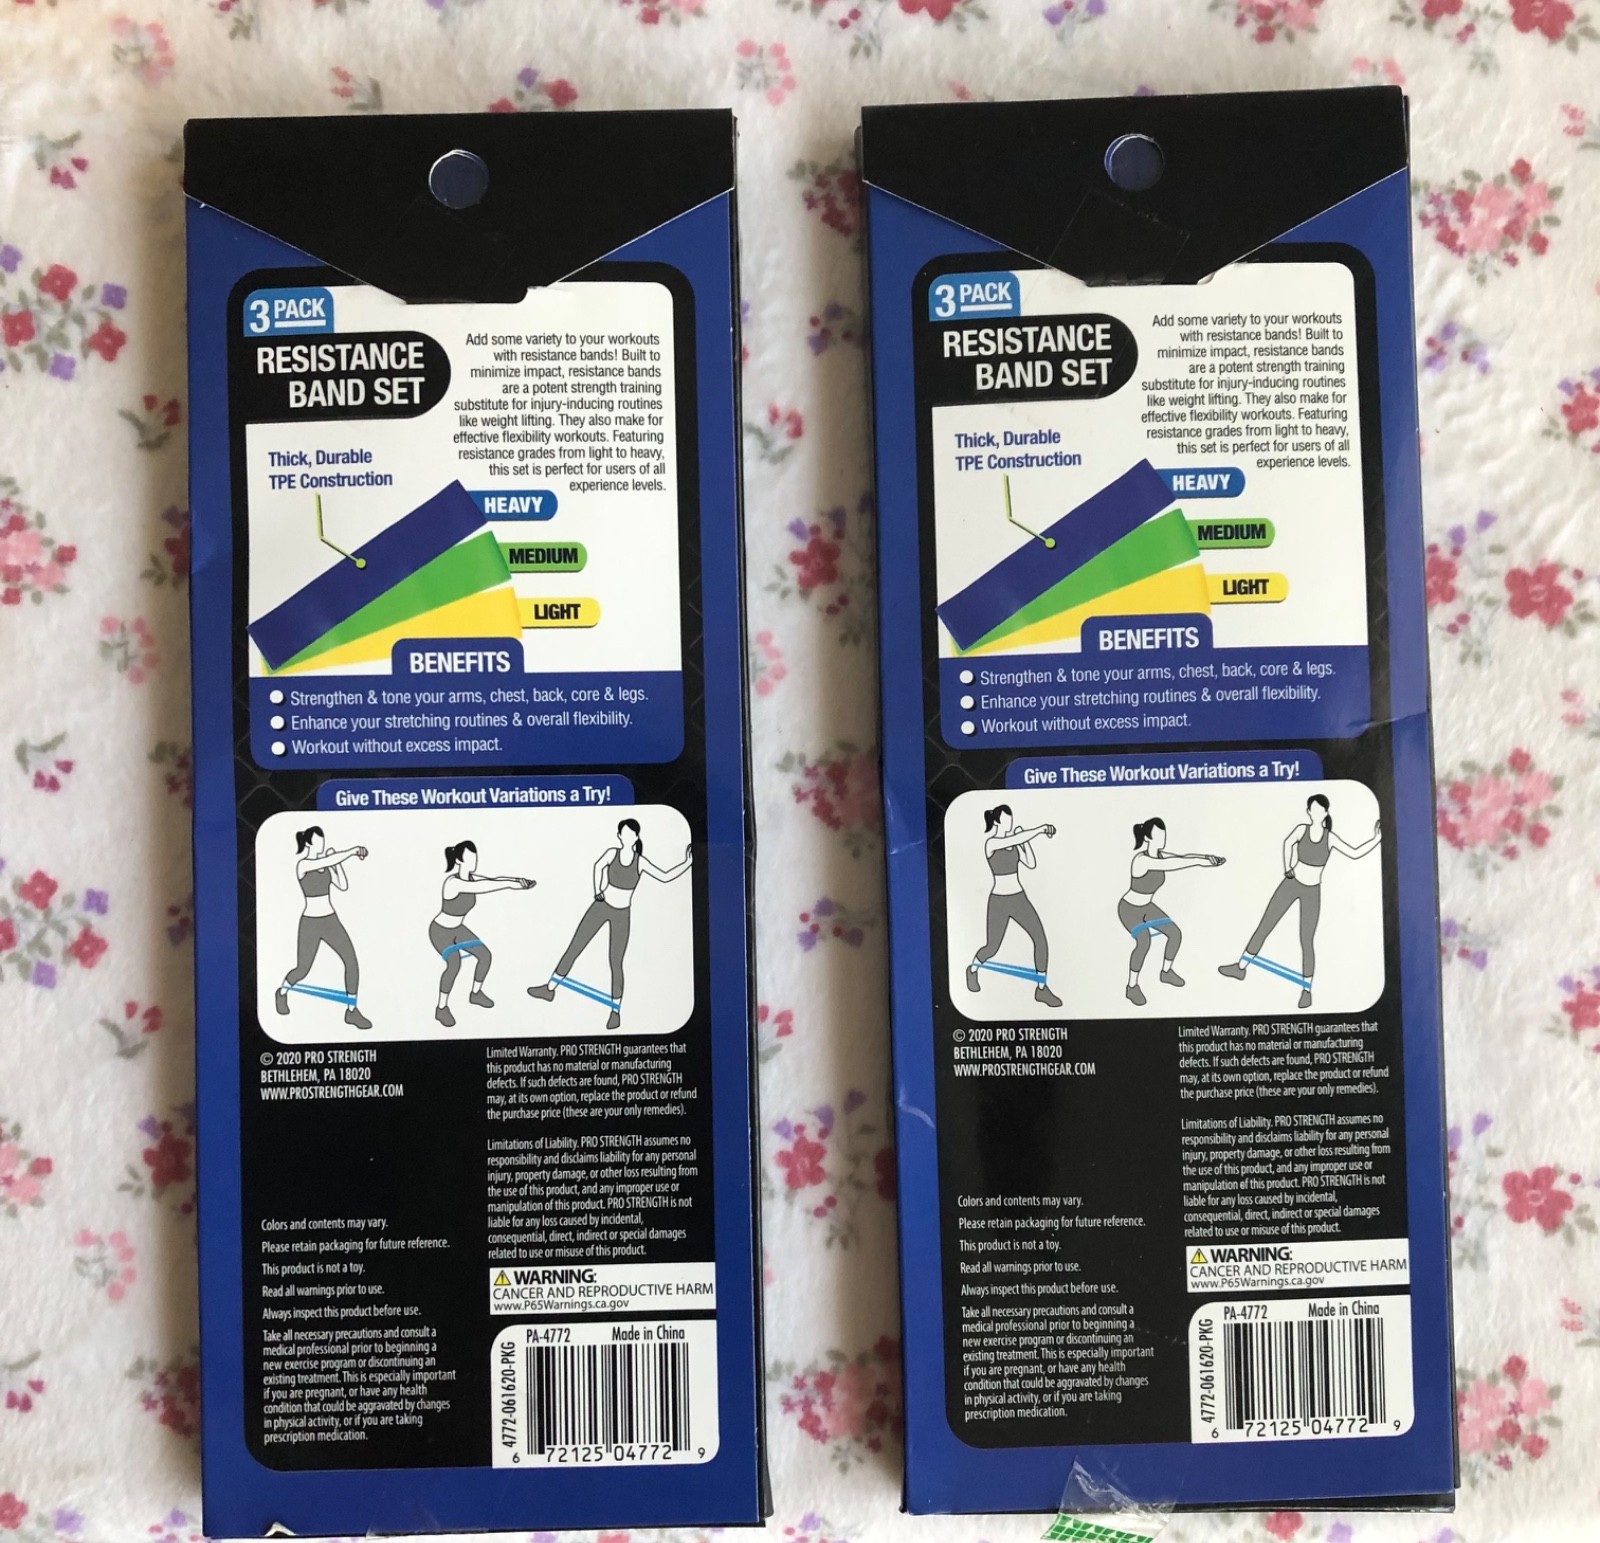 3 PACK
RESISTANCE
BAND SET
Add some variety to your workouts
with resistance bands! Built to
minimize impact, resistance bands
are a potent strength training
substitute for injury-inducing routines
like weight lifting. They also make for
effective flexibility workouts. Featuring
resistance grades from light to heavy,
this set is perfect for users of all
experience levels.
Thick, Durable
TPE Construction
HEAVY
MEDIUM
LIGHT
BENEFITS
Strengthen & tone your arms, chest, back, core & legs.
Enhance your stretching routines & overall flexibility.
Workout without excess impact.
Give These Workout Variations a Try!
© 2020 PRO STRENGTH
BETHLEHEM, PA 18020
WWW.PROSTRENGTHGEAR.COM
Limited Warranty. PRO STRENGTH guarantees that
this product has no material or manufacturing
defects. If such defects are found, PRO STRENGTH
may, at its own option, replace the product or refund
the purchase price (these are your only remedies).
Limitations of Liability. PRO STRENGTH assumes no
responsibility and disclaims liability for any personal
injury, property damage, or other loss resulting from
the use of this product, and any improper use or
manipulation of this product. PRO STRENGTH is not
liable for any loss caused by incidental,
consequential, direct, indirect or special damages
related to use or misuse of this product.
Colors and contents may vary.
Please retain packaging for future reference.
This product is not a toy.
Read all warnings prior to use.
Always inspect this product before use.
Take all necessary precautions and consult a
medical professional prior to beginning a
new exercise program or discontinuing an
existing treatment. This is especially important
if you are pregnant, or have any health
condition that could be aggravated by changes
in physical activity, or if you are taking
prescription medication.
WARNING:
CANCER AND REPRODUCTIVE HARM
www.P65Warnings.ca.gov
PA-4772 Made in China
4772-061620-PKG
6 72125 04772 9
3 PACK
RESISTANCE
BAND SET
Add some variety to your workouts
with resistance bands! Built to
minimize impact, resistance bands
are a potent strength training
substitute for injury-inducing routines
like weight lifting. They also make for
effective flexibility workouts. Featuring
resistance grades from light to heavy,
this set is perfect for users of all
experience levels.
Thick, Durable
TPE Construction
HEAVY
MEDIUM
LIGHT
BENEFITS
Strengthen & tone your arms, chest, back, core & legs.
Enhance your stretching routines & overall flexibility.
Workout without excess impact.
Give These Workout Variations a Try!
© 2020 PRO STRENGTH
BETHLEHEM, PA 18020
WWW.PROSTRENGTHGEAR.COM
Limited Warranty. PRO STRENGTH guarantees that
this product has no material or manufacturing
defects. If such defects are found, PRO STRENGTH
may, at its own option, replace the product or refund
the purchase price (these are your only remedies).
Limitations of Liability. PRO STRENGTH assumes no
responsibility and disclaims liability for any personal
injury, property damage, or other loss resulting from
the use of this product, and any improper use or
manipulation of this product. PRO STRENGTH is not
liable for any loss caused by incidental,
consequential, direct, indirect or special damages
related to use or misuse of this product.
Colors and contents may vary.
Please retain packaging for future reference.
This product is not a toy.
Read all warnings prior to use.
Always inspect this product before use.
Take all necessary precautions and consult a
medical professional prior to beginning a
new exercise program or discontinuing an
existing treatment. This is especially important
if you are pregnant, or have any health
condition that could be aggravated by changes
in physical activity, or if you are taking
prescription medication.
WARNING:
CANCER AND REPRODUCTIVE HARM
www.P65Warnings.ca.gov
PA-4772 Made in China
4772-061620-PKG
6 72125 04772 9